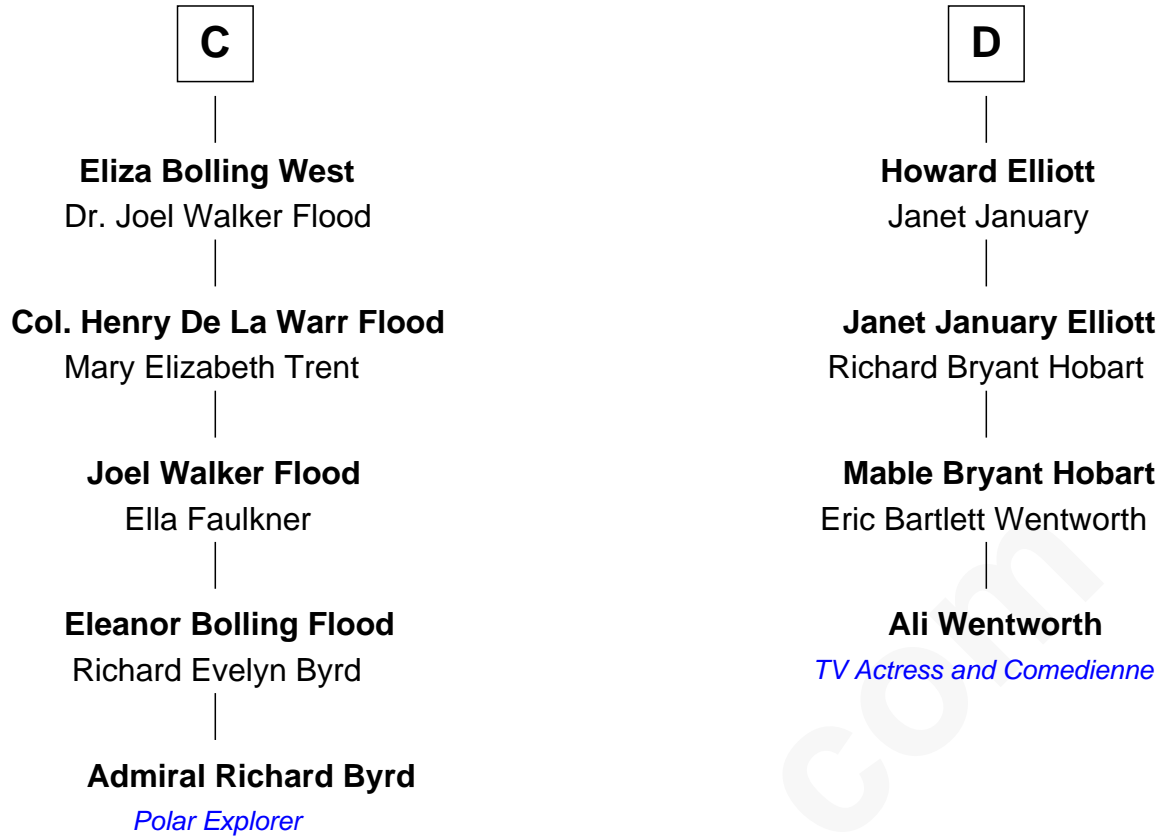 C
Eliza Bolling West
Dr. Joel Walker Flood
Col. Henry De La Warr Flood
Mary Elizabeth Trent
Joel Walker Flood
Ella Faulkner
Eleanor Bolling Flood
Richard Evelyn Byrd
Admiral Richard Byrd
Polar Explorer
D
Howard Elliott
Janet January
Janet January Elliott
Richard Bryant Hobart
Mable Bryant Hobart
Eric Bartlett Wentworth
Ali Wentworth
TV Actress and Comedienne
com